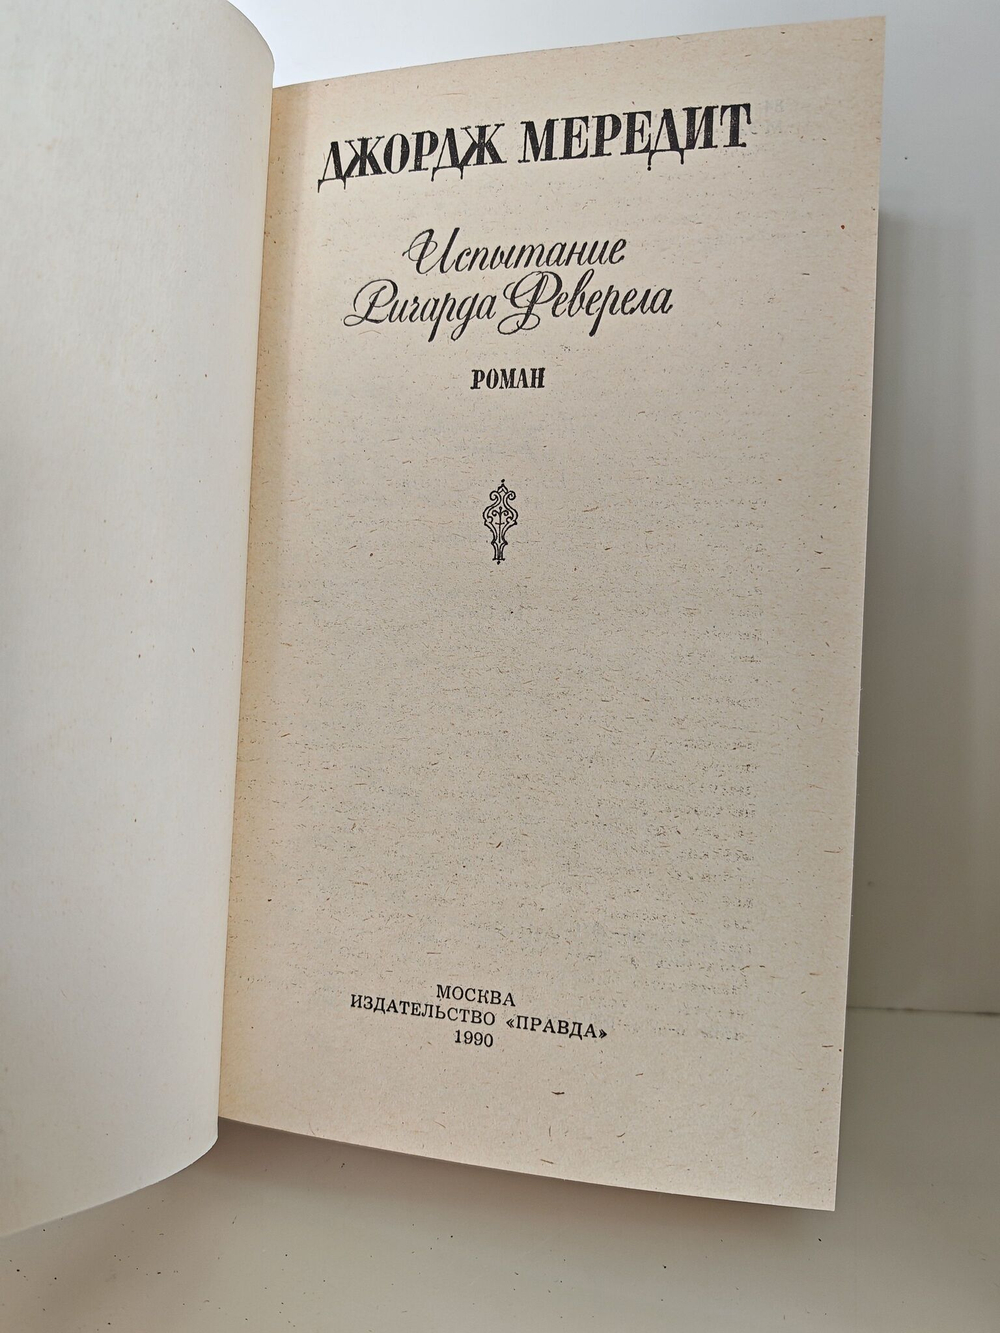 ДЖОРДЖ МЕРЕДИТ
Испытание
Ричарда Феверела
РОМАН
МОСКВА
ИЗДАТЕЛЬСТВО «ПРАВДА»
1990